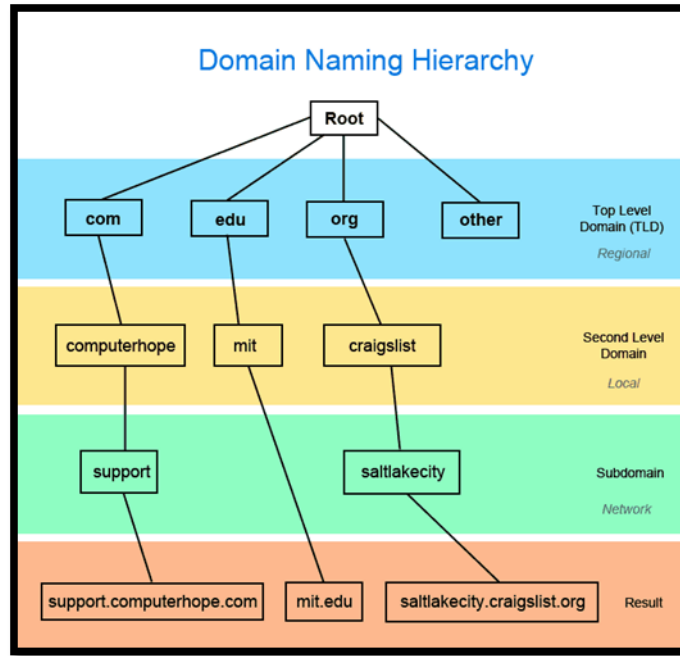 Domain Naming Hierarchy
Root
com
edu
org
other
Top Level
Domain (TLD)
Regional
computerhope
mit
craigslist
Second Level
Domain
Local
support
saltlakecity
Subdomain
Network
support.computerhope.com
mit.edu
saltlakecity.craigslist.org
Result